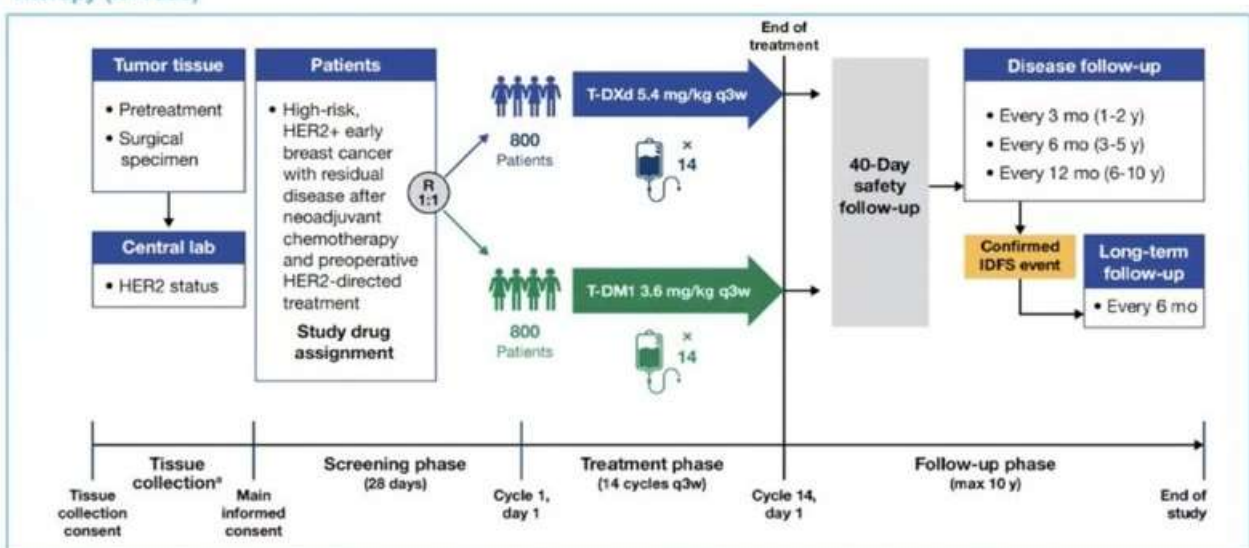 Tumor tissue
• Pretreatment
• Surgical
specimen
Central lab
• HER2 status
Patients
• High-risk,
HER2+ early
breast cancer
with residual
disease after
neoadjuvant
chemotherapy
and preoperative
HER2-directed
treatment
Study drug
assignment
R
1:1
800
Patients
T-DXd 5.4 mg/kg q3w
×
14
800
Patients
T-DM1 3.6 mg/kg q3w
×
14
End of
treatment
40-Day
safety
follow-up
Disease follow-up
• Every 3 mo (1-2 y)
• Every 6 mo (3-5 y)
• Every 12 mo (6-10 y)
Confirmed
IDFS event
Long-term
follow-up
• Every 6 mo
Tissue
collectionª
Screening phase
(28 days)
Treatment phase
(14 cycles q3w)
Follow-up phase
(max 10 y)
Tissue
collection
consent
Main
informed
consent
Cycle 1,
day 1
Cycle 14,
day 1
End of
study